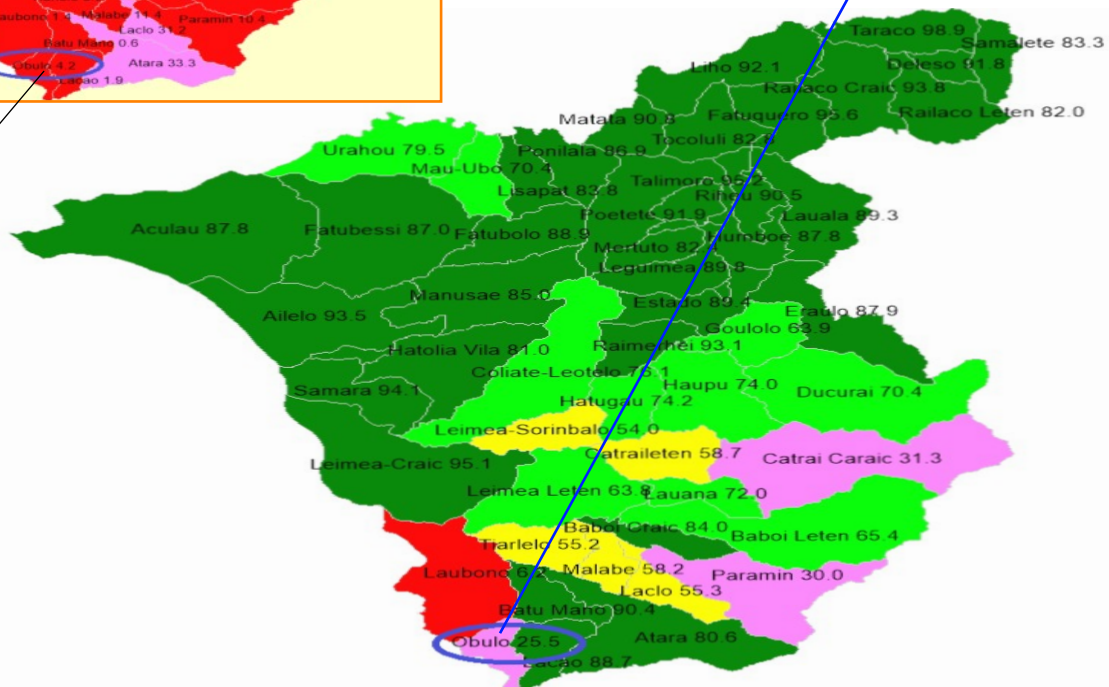 Laubono 1.4
Malabe 11.4
Paramin 10.4
Laclo 31.2
Batu Mano 0.6
Obulo 4.2
Atara 33.3
Lacao 1.9
Taraco 98.9
Samalete 83.3
Liho 92.1
Deleso 91.8
Railaco Craic 93.8
Matata 90.8
Fatuquero 95.6
Railaco Leten 82.0
Tocoluli 82.8
Urahou 79.5
Ponilala 86.9
Mau-Ubo 70.4
Talimoro 95.2
Lisapat 83.8
Riheu 90.5
Poetete 91.9
Lauala 89.3
Aculau 87.8
Fatubessi 87.0
Fatubolo 88.9
Humboe 87.8
Mertuto 82.
Leguimea 89.8
Manusae 85.0
Estado 89.4
Eraulo 87.9
Ailelo 93.5
Goulolo 63.9
Hatolia Vila 81.0
Raimerhei 93.1
Coliate-Leotelo 76.1
Samara 94.1
Haupu 74.0
Ducurai 70.4
Hatugau 74.2
Leimea-Sorinbalo 54.0
Catraileten 58.7
Catrai Caraic 31.3
Leimea-Craic 95.1
Leimea Leten 63.8
Lauana 72.0
Baboi Craic 84.0
Baboi Leten 65.4
Tiarlelo 55.2
Laubono 6.2
Malabe 58.2
Paramin 30.0
Laclo 55.3
Batu Mano 90.4
Obulo 25.5
Atara 80.6
Lacao 88.7